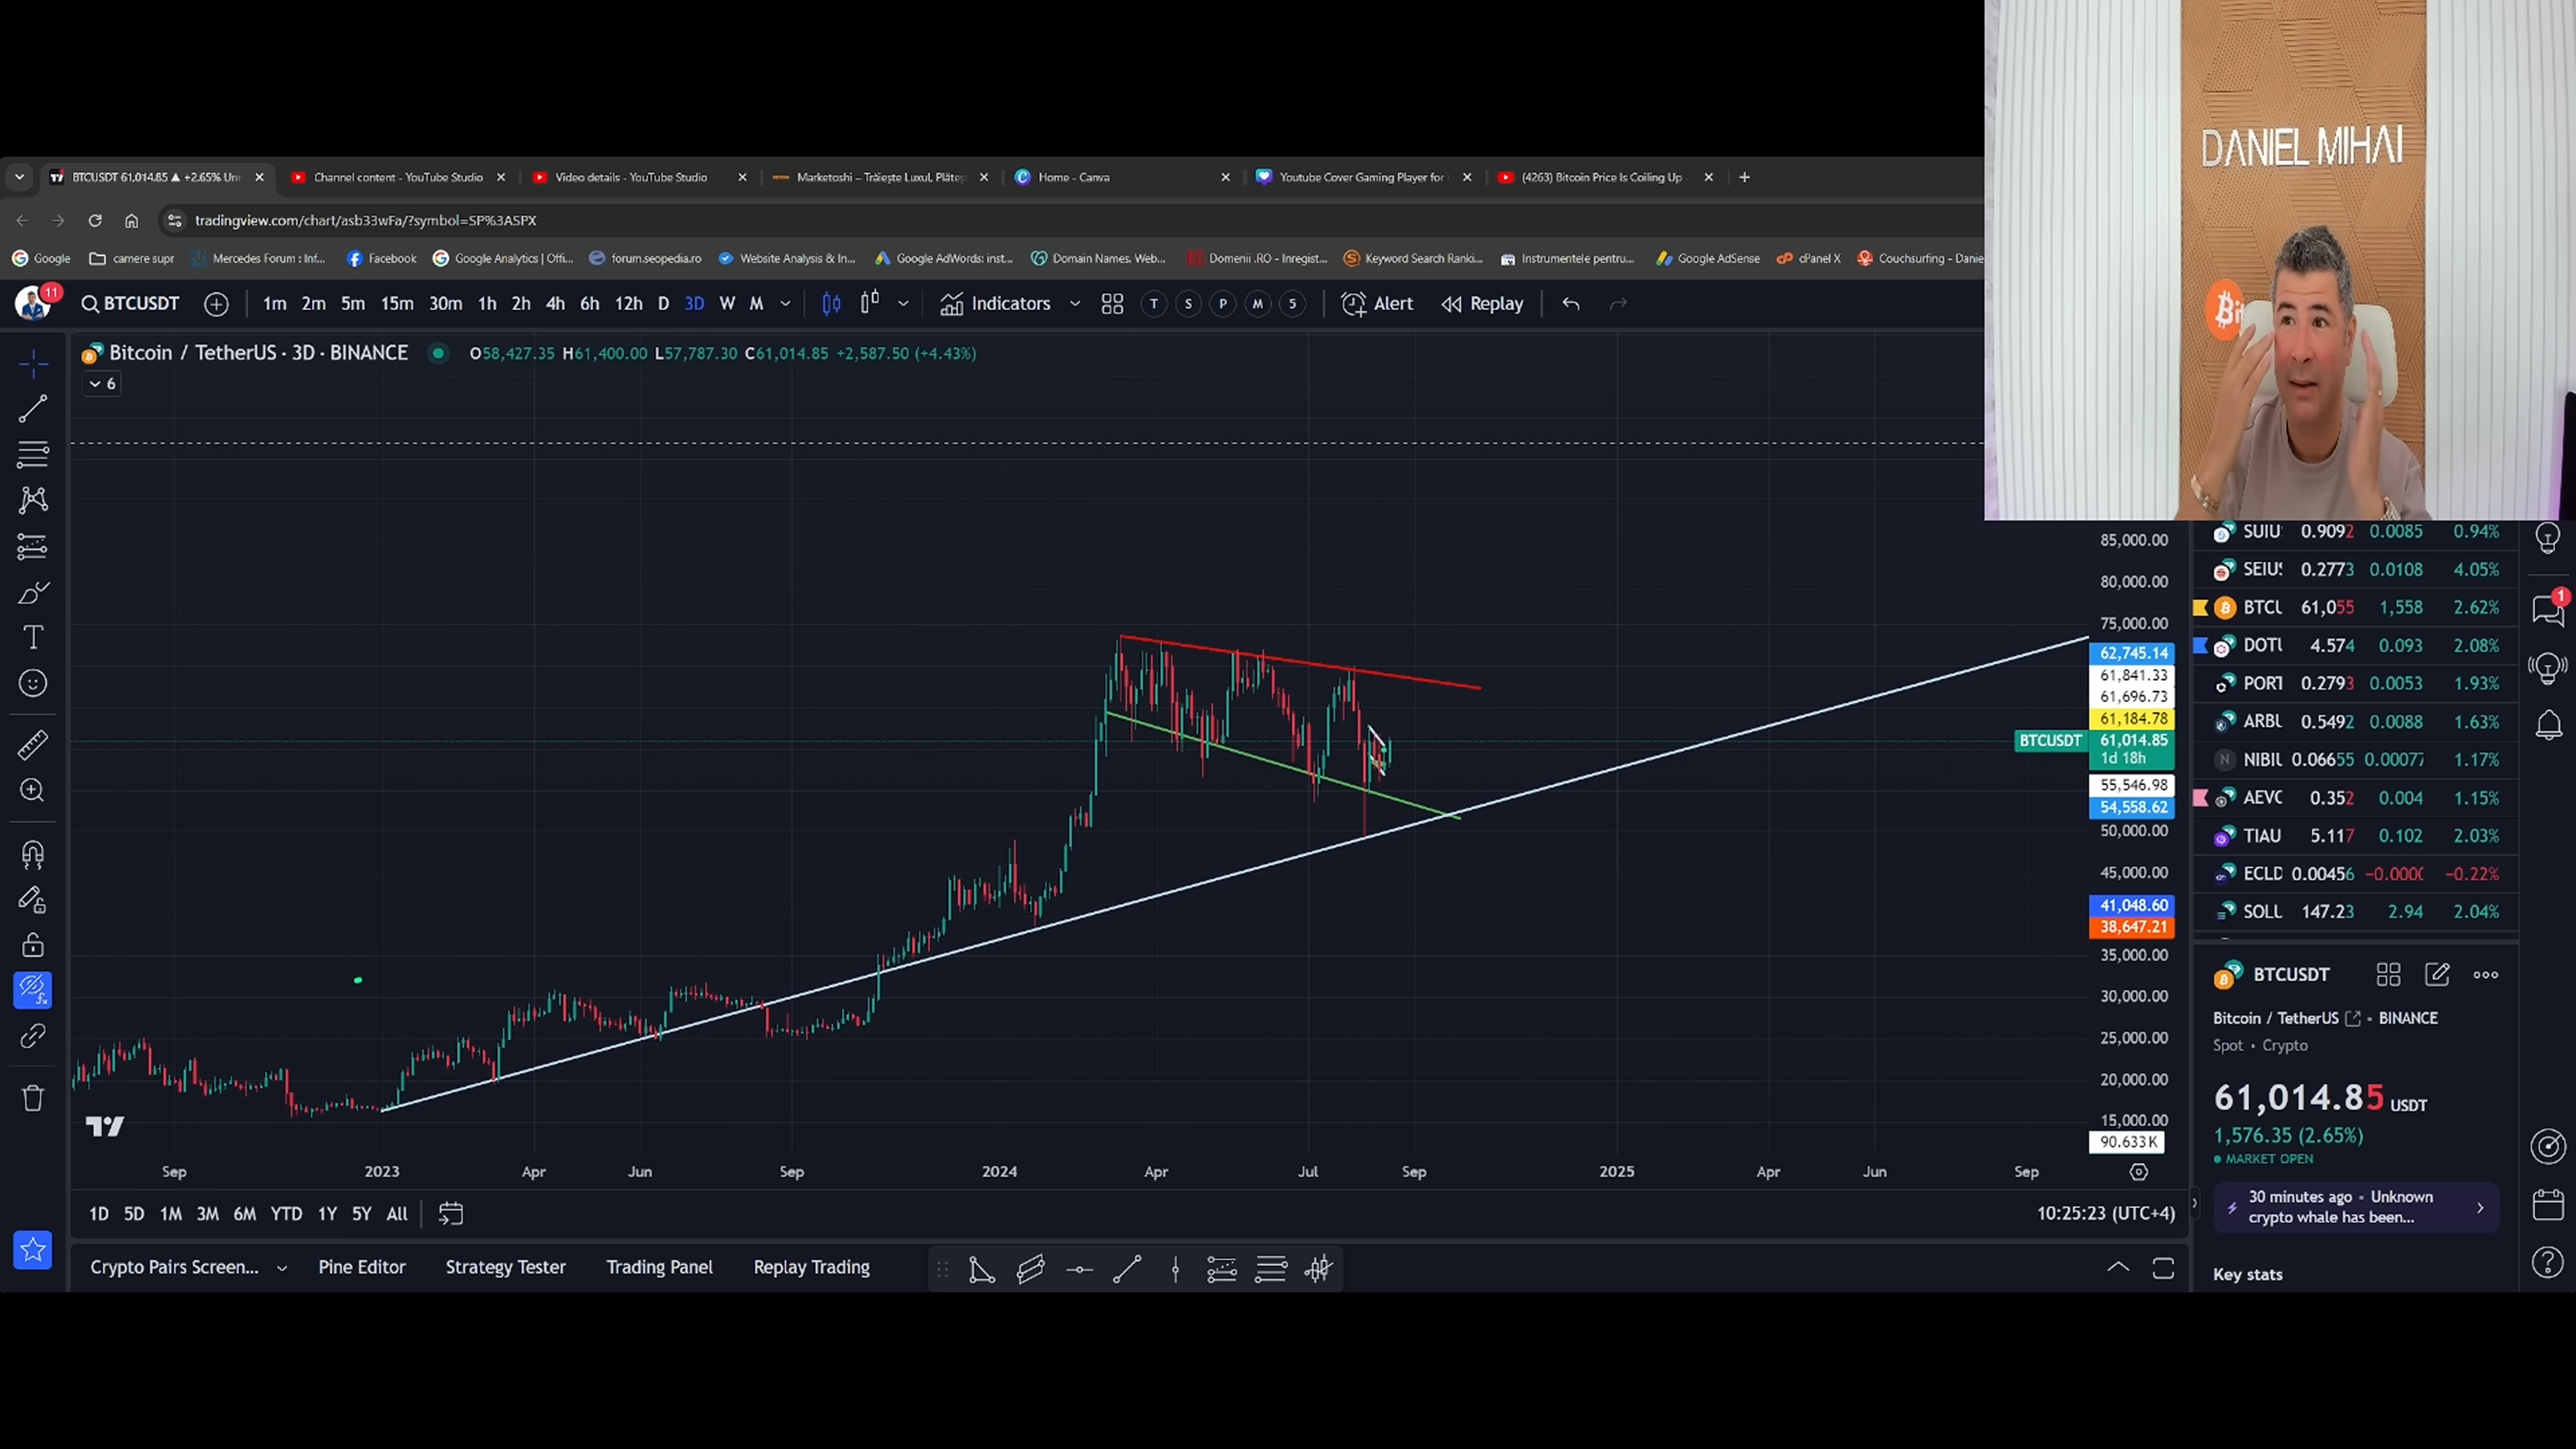 DANIEL MIHAI
BTCUSDT 61,014.85 ▲ +2.65% Unr
Channel content - YouTube Studio
Video details - YouTube Studio
Marketoshi – Trăiește Luxul, Plăteș
Home - Canva
Youtube Cover Gaming Player for
(4263) Bitcoin Price Is Coiling Up -
tradingview.com/chart/asb33wFa/?symbol=SP%3ASPX
Google
camere supr
Mercedes Forum : Inf...
Facebook
Google Analytics | Offi...
forum.seopedia.ro
Website Analysis & In...
Google AdWords: inst...
Domain Names. Web...
Domenii .RO - Inregist...
Keyword Search Ranki...
Instrumentele pentru...
Google AdSense
cPanel X
Couchsurfing - Danie
11
BTCUSDT
1m 2m 5m 15m 30m 1h 2h 4h 6h 12h D 3D W M
Indicators
T S P M 5
Alert
Replay
Bitcoin / TetherUS · 3D · BINANCE
O58,427.35 H61,400.00 L57,787.30 C61,014.85 +2,587.50 (+4.43%)
6
85,000.00
80,000.00
75,000.00
62,745.14
61,841.33
61,696.73
61,184.78
BTCUSDT 61,014.85
1d 18h
55,546.98
54,558.62
50,000.00
45,000.00
41,048.60
38,647.21
35,000.00
30,000.00
25,000.00
20,000.00
15,000.00
90.633K
Sep 2023 Apr Jun Sep 2024 Apr Jul Sep 2025 Apr Jun Sep
1D 5D 1M 3M 6M YTD 1Y 5Y All
10:25:23 (UTC+4)
Crypto Pairs Screen...
Pine Editor
Strategy Tester
Trading Panel
Replay Trading
SUIU 0.9092 0.0085 0.94%
SEIUS 0.2773 0.0108 4.05%
BTCU 61,055 1,558 2.62%
DOTU 4.574 0.093 2.08%
PORT 0.2793 0.0053 1.93%
ARBU 0.5492 0.0088 1.63%
NIBIU 0.06655 0.00077 1.17%
AEVO 0.352 0.004 1.15%
TIAU 5.117 0.102 2.03%
ECLD 0.00456 −0.0000 −0.22%
SOLU 147.23 2.94 2.04%
1
BTCUSDT
Bitcoin / TetherUS • BINANCE
Spot • Crypto
61,014.85 USDT
1,576.35 (2.65%)
MARKET OPEN
30 minutes ago • Unknown
crypto whale has been...
Key stats